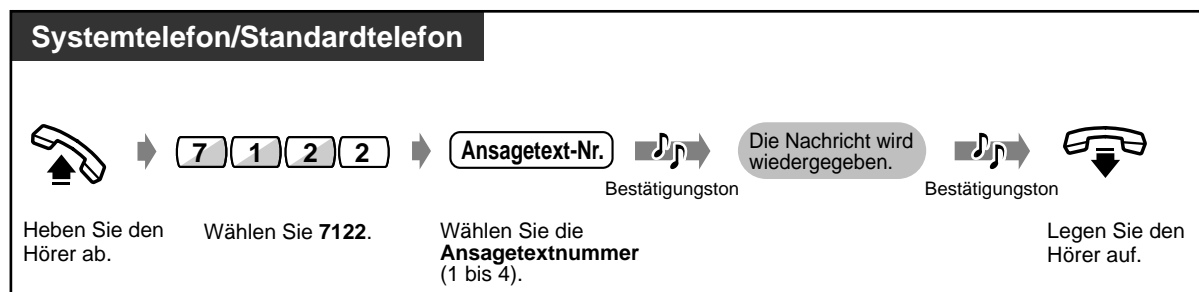 Systemtelefon/Standardtelefon
7 1 2 2
Ansagetext-Nr.
Bestätigungston
Die Nachricht wird
wiedergegeben.
Bestätigungston
Heben Sie den
Hörer ab.
Wählen Sie 7122.
Wählen Sie die
Ansagetextnummer
(1 bis 4).
Legen Sie den
Hörer auf.